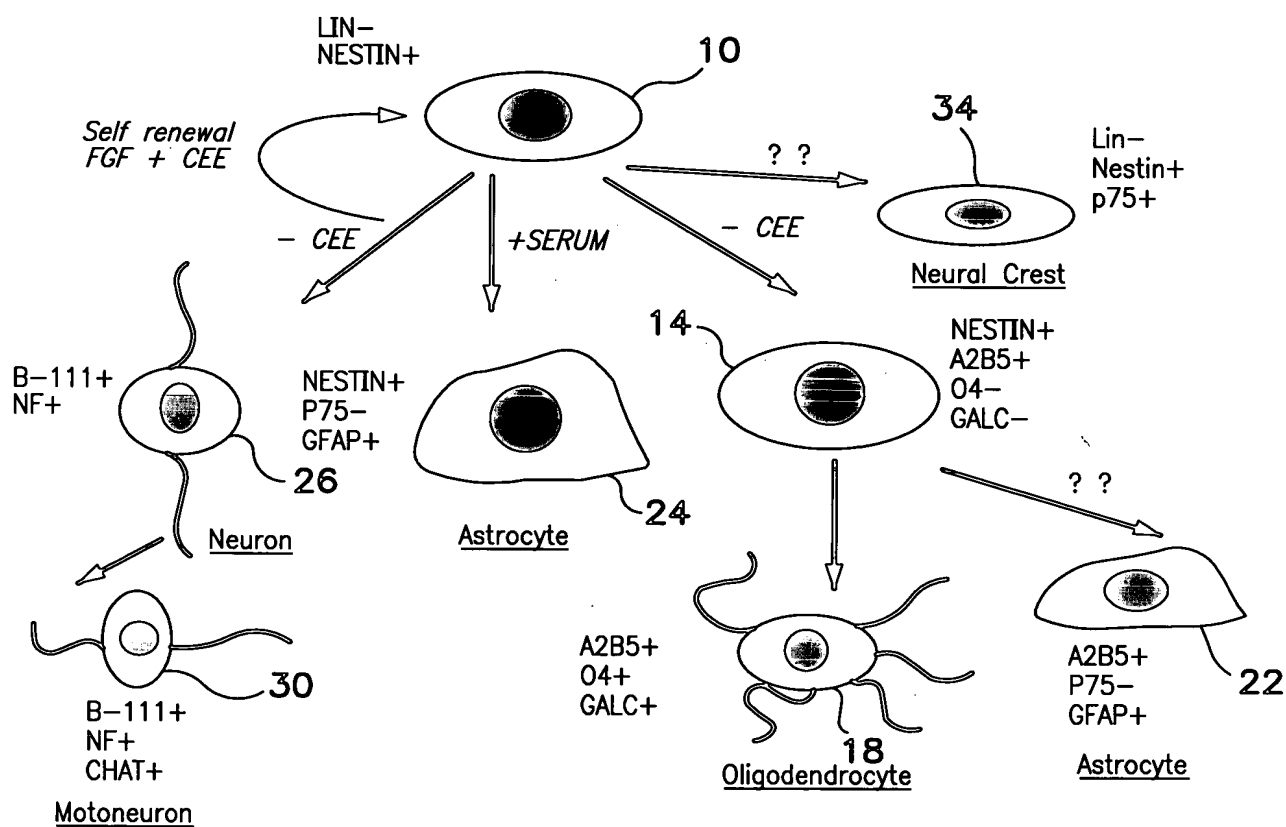 LIN-
NESTIN+
10
Self renewal
FGF + CEE
? ?
34
Lin-
Nestin+
p75+
Neural Crest
- CEE
+SERUM
- CEE
B-111+
NF+
26
Neuron
NESTIN+
P75-
GFAP+
24
Astrocyte
14
NESTIN+
A2B5+
O4-
GALC-
? ?
30
B-111+
NF+
CHAT+
Motoneuron
A2B5+
O4+
GALC+
18
Oligodendrocyte
22
A2B5+
P75-
GFAP+
Astrocyte